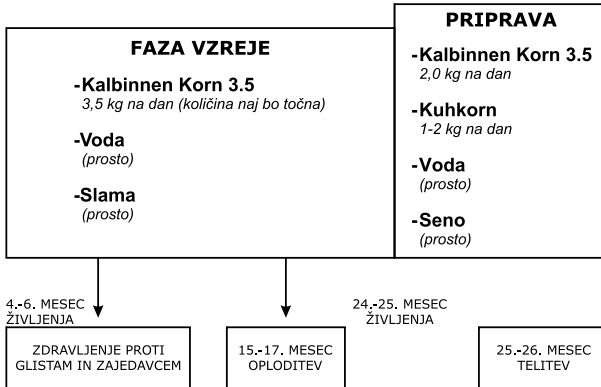 FAZA VZREJE
-Kalbinnen Korn 3.5
3,5 kg na dan (količina naj bo točna)
-Voda
(prosto)
-Slama
(prosto)
PRIPRAVA
-Kalbinnen Korn 3.5
2,0 kg na dan
-Kuhkorn
1-2 kg na dan
-Voda
(prosto)
-Seno
(prosto)
4.-6. MESEC
ŽIVLJENJA
24.-25. MESEC
ŽIVLJENJA
ZDRAVLJENJE PROTI
GLISTAM IN ZAJEDAVCEM
15.-17. MESEC
OPLODITEV
25.-26. MESEC
TELITEV